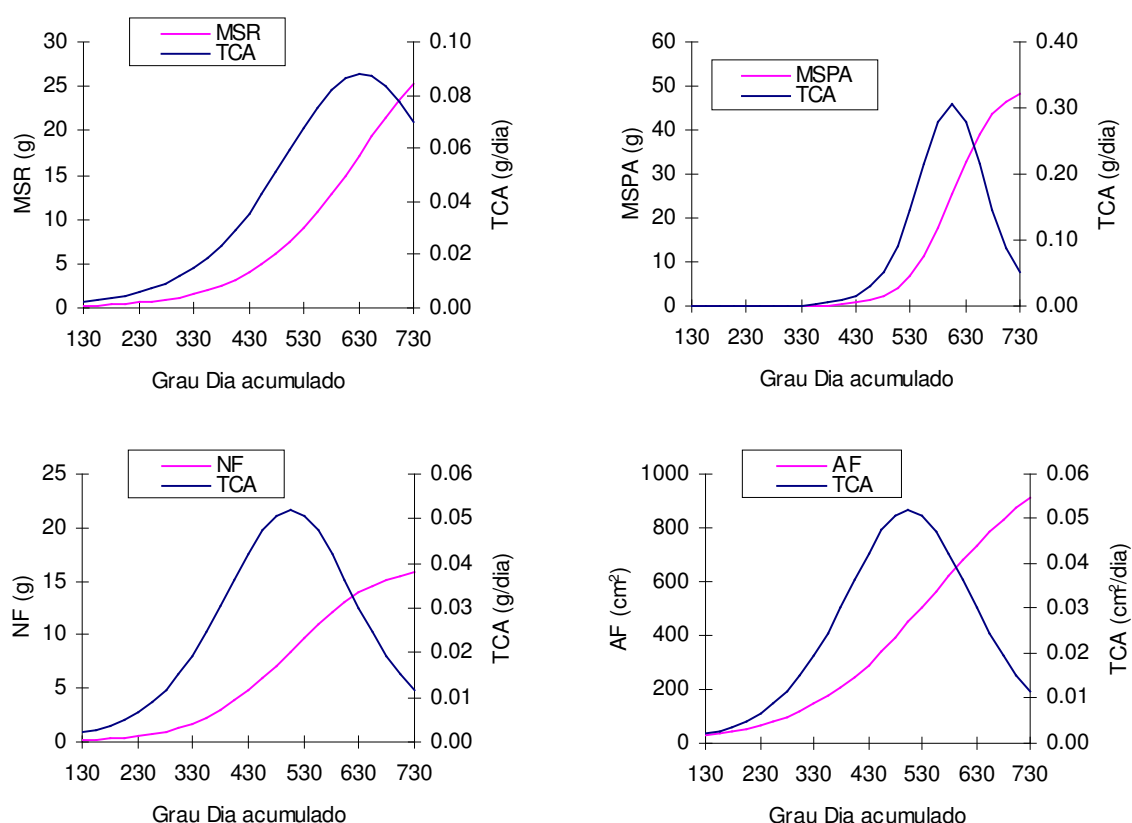 MSR
TCA
30
25
20
15
10
5
0
MSR (g)
0.10
0.08
0.06
0.04
0.02
0.00
TCA (g/dia)
130 230 330 430 530 630 730
Grau Dia acumulado
MSPA
TCA
60
50
40
30
20
10
0
MSPA (g)
0.40
0.30
0.20
0.10
0.00
TCA (g/dia)
130 230 330 430 530 630 730
Grau Dia acumulado
NF
TCA
25
20
15
10
5
0
NF (g)
0.06
0.05
0.04
0.03
0.02
0.01
0.00
TCA (g/dia)
130 230 330 430 530 630 730
Grau Dia acumulado
AF
TCA
1000
800
600
400
200
0
AF (cm²)
0.06
0.05
0.04
0.03
0.02
0.01
0.00
TCA (cm²/dia)
130 230 330 430 530 630 730
Grau Dia acumulado